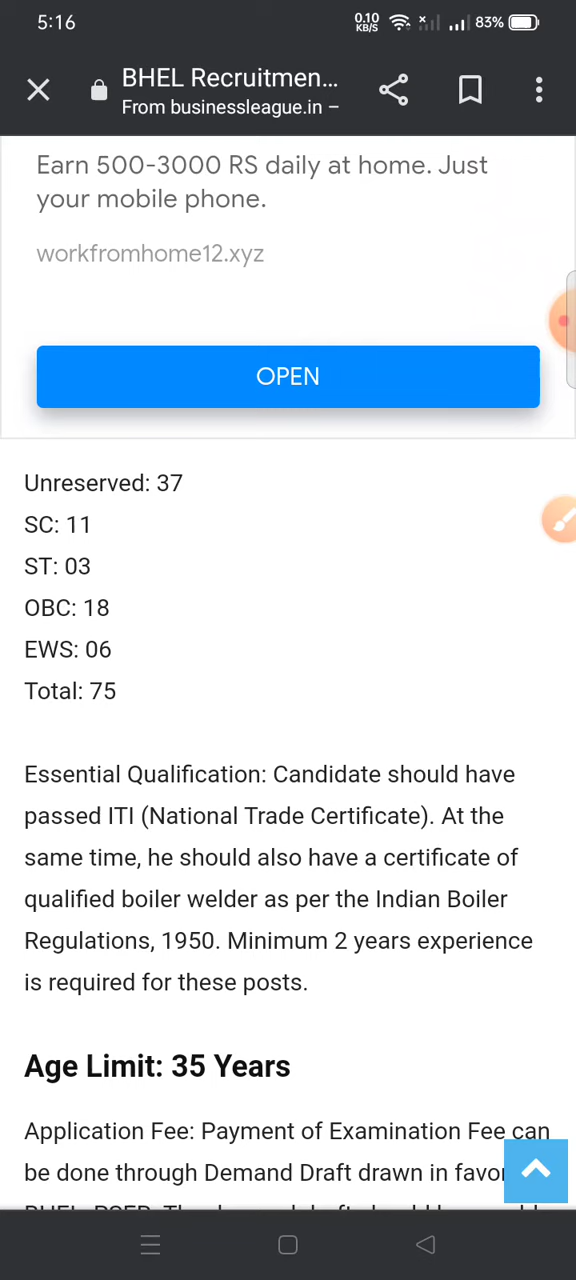 5:16
0.10
KB/S
83%
BHEL Recruitmen...
From businessleague.in –
Earn 500-3000 RS daily at home. Just
your mobile phone.
workfromhome12.xyz
OPEN
Unreserved: 37
SC: 11
ST: 03
OBC: 18
EWS: 06
Total: 75
Essential Qualification: Candidate should have
passed ITI (National Trade Certificate). At the
same time, he should also have a certificate of
qualified boiler welder as per the Indian Boiler
Regulations, 1950. Minimum 2 years experience
is required for these posts.
Age Limit: 35 Years
Application Fee: Payment of Examination Fee can
be done through Demand Draft drawn in favo